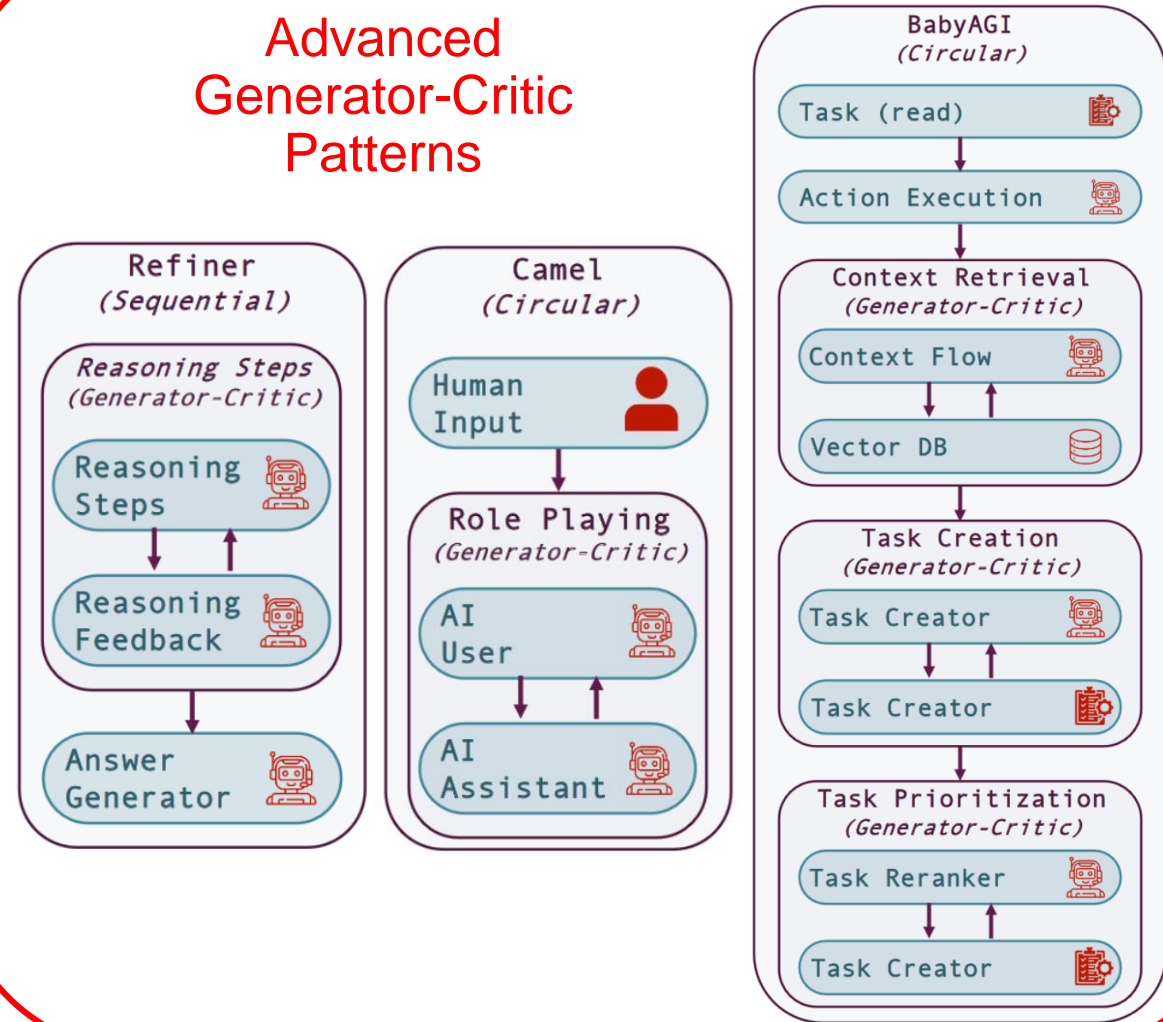 Advanced
Generator-Critic
Patterns
Refiner
(Sequential)
Reasoning Steps
(Generator-Critic)
Reasoning
Steps
Reasoning
Feedback
Answer
Generator
Camel
(Circular)
Human
Input
Role Playing
(Generator-Critic)
AI
User
AI
Assistant
BabyAGI
(Circular)
Task (read)
Action Execution
Context Retrieval
(Generator-Critic)
Context Flow
Vector DB
Task Creation
(Generator-Critic)
Task Creator
Task Creator
Task Prioritization
(Generator-Critic)
Task Reranker
Task Creator